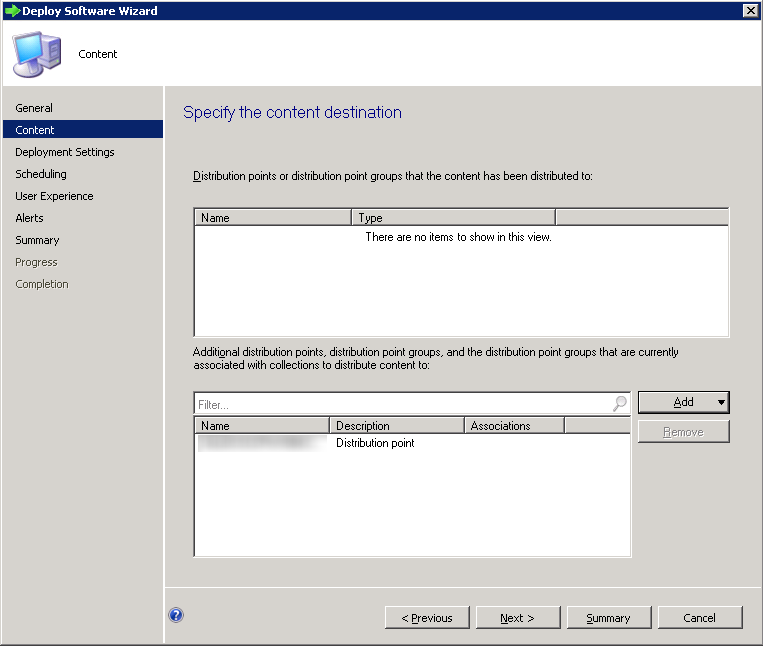 Deploy Software Wizard
Content
General
Content
Deployment Settings
Scheduling
User Experience
Alerts
Summary
Progress
Completion
Specify the content destination
Distribution points or distribution point groups that the content has been distributed to:
Name Type
There are no items to show in this view.
Additional distribution points, distribution point groups, and the distribution point groups that are currently
associated with collections to distribute content to:
Filter...
Add
Name Description Associations
Remove
Distribution point
< Previous Next > Summary Cancel